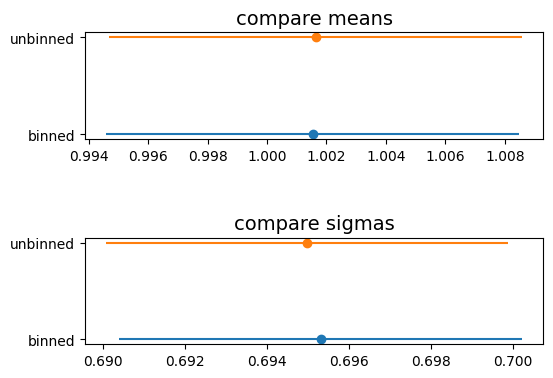 compare means
unbinned
binned
0.994 0.996 0.998 1.000 1.002 1.004 1.006 1.008
compare sigmas
unbinned
binned
0.690 0.692 0.694 0.696 0.698 0.700